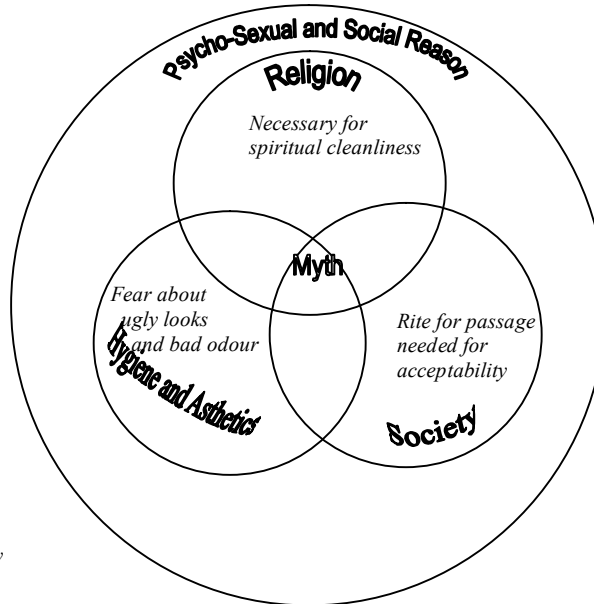 Psycho-Sexual and Social Reason
Religion
Necessary for
spiritual cleanliness
Myth
Fear about
ugly looks
and bad odour
Hygiene and Asthetics
Rite for passage
needed for
acceptability
Society